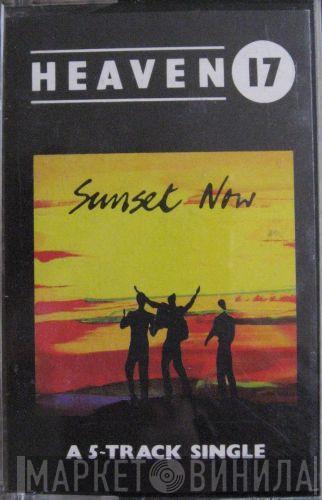 HEAVEN 17
Sunset Now
A 5-TRACK SINGLE
МАРКЕТ ВИНИЛА